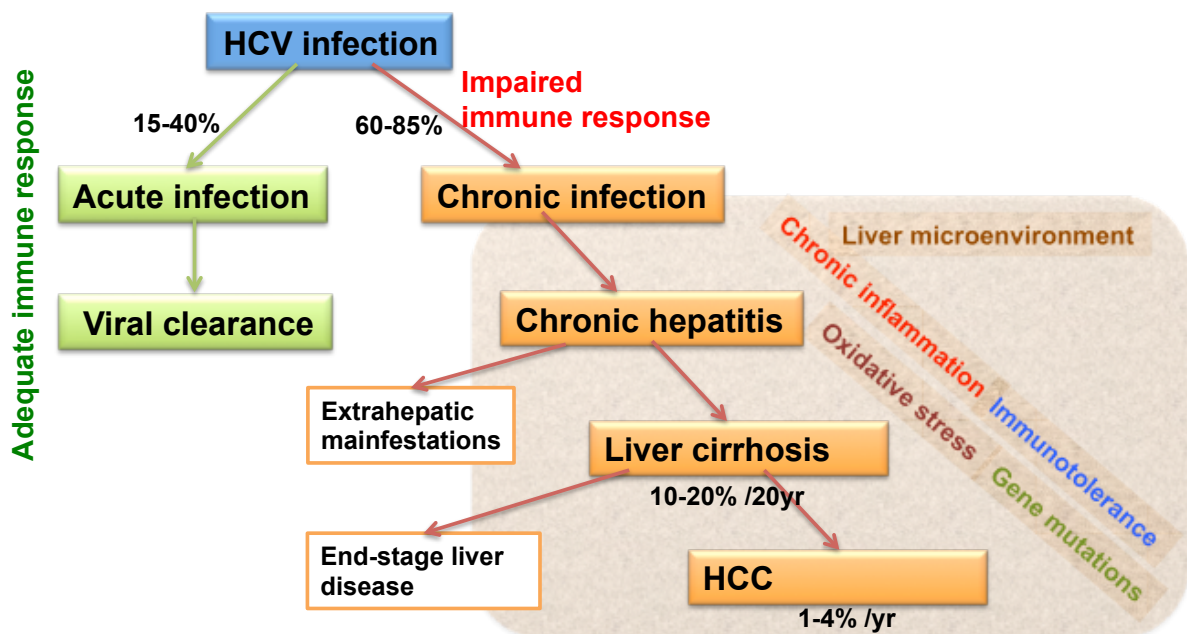 HCV infection
Adequate immune response
Impaired
immune response
15-40%
60-85%
Acute infection
Chronic infection
Liver microenvironment
Chronic inflammation
Viral clearance
Chronic hepatitis
Oxidative stress
Immunotolerance
Gene mutations
Extrahepatic
mainfestations
Liver cirrhosis
10-20% /20yr
End-stage liver
disease
HCC
1-4% /yr